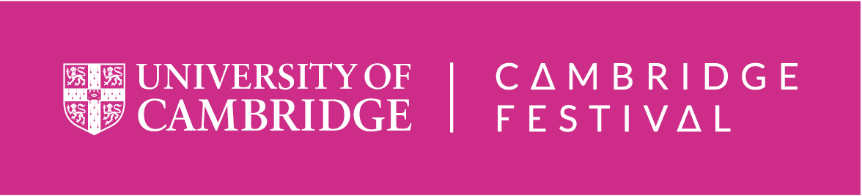 UNIVERSITY OF
CAMBRIDGE
CAMBRIDGE
FESTIVAL